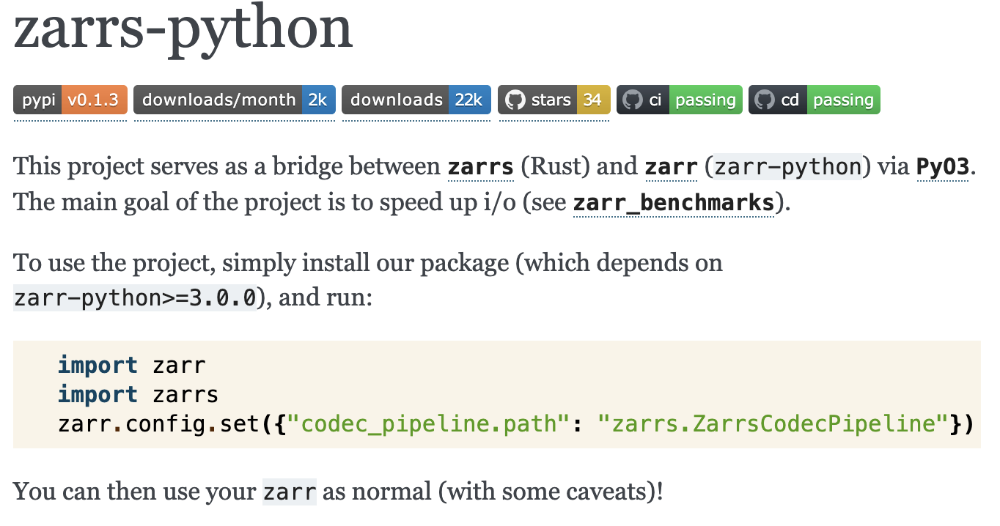 zarrs-python
pypi v0.1.3 downloads/month 2k downloads 22k stars 34 ci passing cd passing
This project serves as a bridge between zarrs (Rust) and zarr (zarr-python) via PyO3.
The main goal of the project is to speed up i/o (see zarr_benchmarks).
To use the project, simply install our package (which depends on
zarr-python>=3.0.0), and run:
import zarr
import zarrs
zarr.config.set({"codec_pipeline.path": "zarrs.ZarrsCodecPipeline"})
You can then use your zarr as normal (with some caveats)!